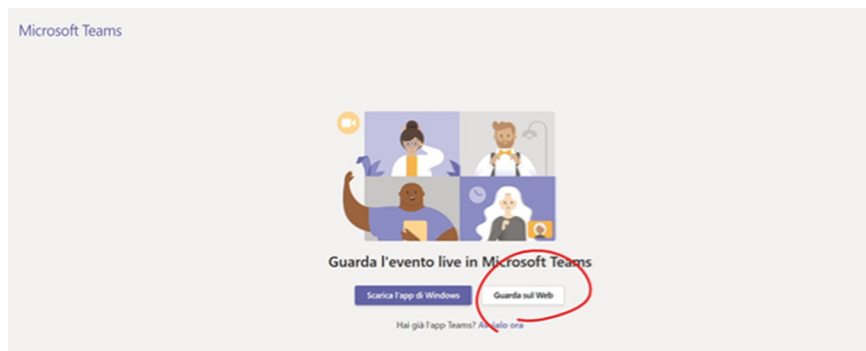 Microsoft Teams
Guarda l'evento live in Microsoft Teams
Scarica l'app di Windows
Guarda sul Web
Hai già l'app Teams? Avvialo ora